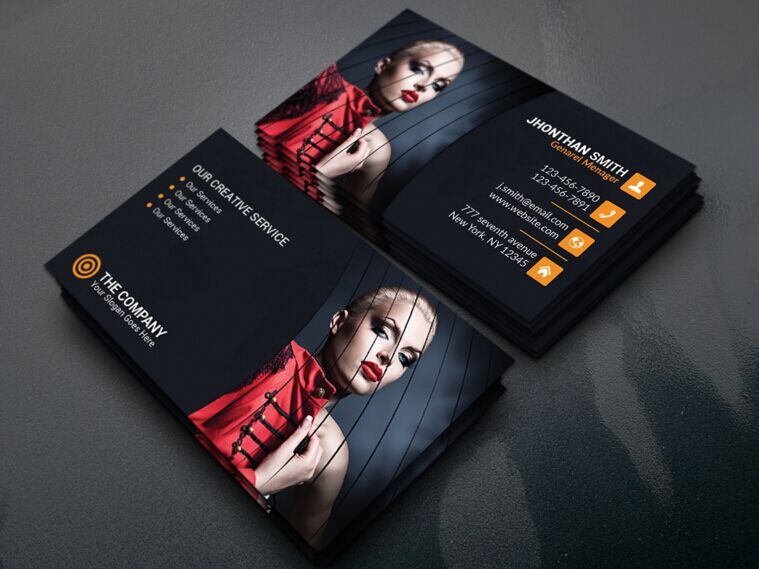 JHONTHAN SMITH
Genarel Menager
123-456-7890
123-456-7891
j.smith@email.com
www.website.com
777 seventh avenue
New York, NY 12345
OUR CREATIVE SERVICE
Our Services
Our Services
Our Services
Our Services
THE COMPANY
Your Slogan Goes Here